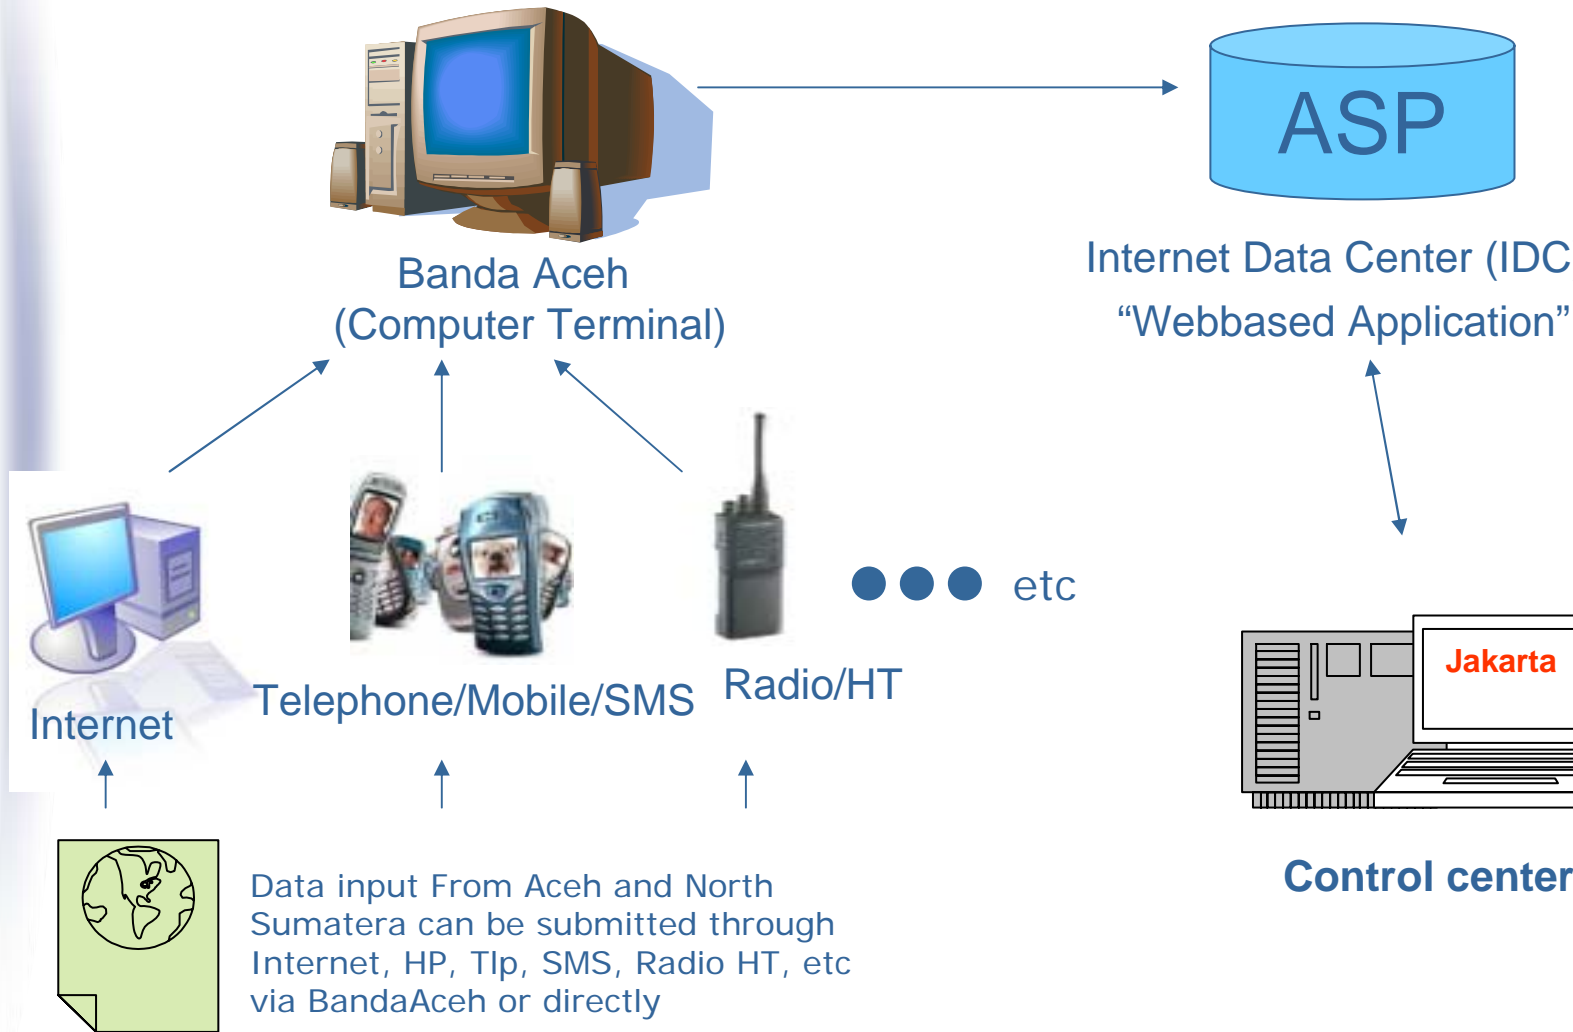 ASP
Banda Aceh
(Computer Terminal)
Internet Data Center (IDC
“Webbased Application”
etc
Internet
Telephone/Mobile/SMS
Radio/HT
Jakarta
Control center
Data input From Aceh and North
Sumatera can be submitted through
Internet, HP, Tlp, SMS, Radio HT, etc
via BandaAceh or directly